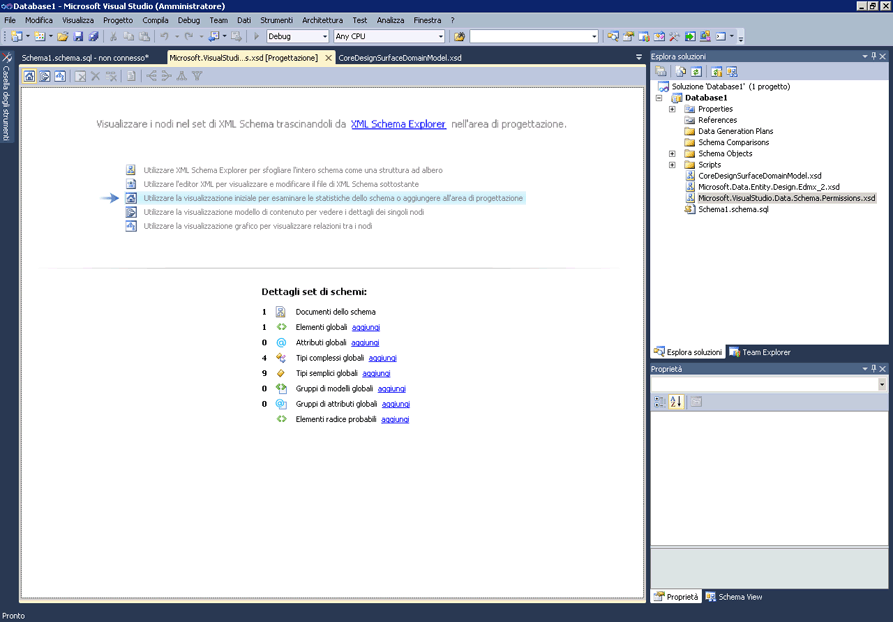 Database1 - Microsoft Visual Studio (Amministratore)
File Modifica Visualizza Progetto Compila Debug Team Dati Strumenti Architettura Test Analizza Finestra ?
Debug Any CPU
Casella degli strumenti
Schema1.schema.sql - non connesso* Microsoft.VisualStudi...s.xsd [Progettazione] CoreDesignSurfaceDomainModel.xsd
Visualizzare i nodi nel set di XML Schema trascinandoli da XML Schema Explorer nell'area di progettazione.
Utilizzare XML Schema Explorer per sfogliare l'intero schema come una struttura ad albero
Utilizzare l'editor XML per visualizzare e modificare il file di XML Schema sottostante
Utilizzare la visualizzazione iniziale per esaminare le statistiche dello schema o aggiungere all'area di progettazione
Utilizzare la visualizzazione modello di contenuto per vedere i dettagli dei singoli nodi
Utilizzare la visualizzazione grafico per visualizzare relazioni tra i nodi
Dettagli set di schemi:
1 Documenti dello schema
1 Elementi globali aggiungi
0 Attributi globali aggiungi
4 Tipi complessi globali aggiungi
9 Tipi semplici globali aggiungi
0 Gruppi di modelli globali aggiungi
0 Gruppi di attributi globali aggiungi
Elementi radice probabili aggiungi
Esplora soluzioni
Soluzione 'Database1' (1 progetto)
Database1
Properties
References
Data Generation Plans
Schema Comparisons
Schema Objects
Scripts
CoreDesignSurfaceDomainModel.xsd
Microsoft.Data.Entity.Design.Edmx_2.xsd
Microsoft.VisualStudio.Data.Schema.Permissions.xsd
Schema1.schema.sql
Esplora soluzioni Team Explorer
Proprietà
Proprietà Schema View
Pronto